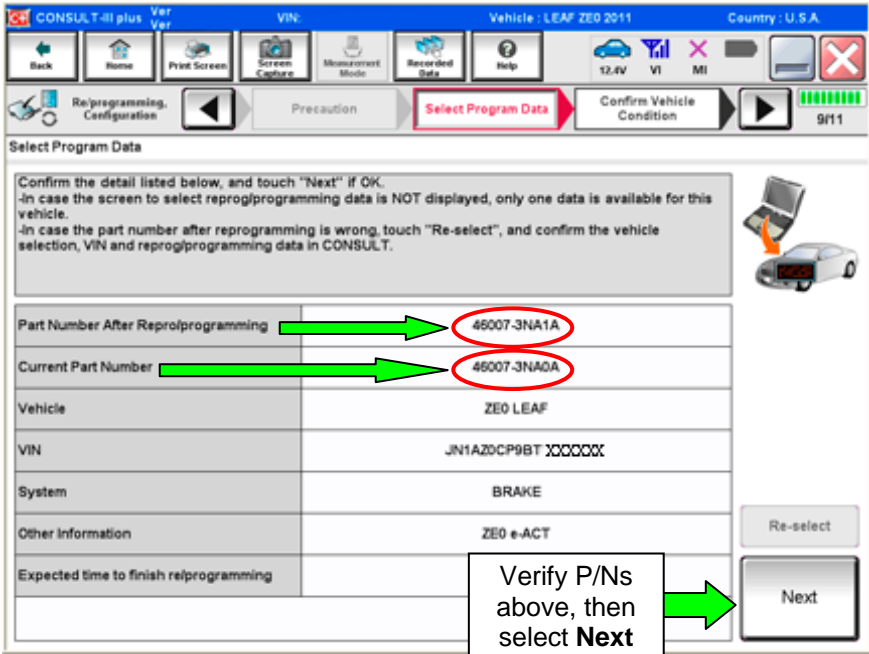 CONSULT-III plus Ver Ver VIN: Vehicle : LEAF ZE0 2011 Country : U.S.A.
Back Home Print Screen Screen Capture Measurement Mode Recorded Data Help 12.4V VI MI
Re/programming, Configuration Precaution Select Program Data Confirm Vehicle Condition 9/11
Select Program Data
Confirm the detail listed below, and touch "Next" if OK.
-In case the screen to select reprog/programming data is NOT displayed, only one data is available for this
vehicle.
-In case the part number after reprogramming is wrong, touch "Re-select", and confirm the vehicle
selection, VIN and reprog/programming data in CONSULT.
Part Number After Repro/programming 46007-3NA1A
Current Part Number 46007-3NA0A
Vehicle ZE0 LEAF
VIN JN1AZ0CP9BT XXXXXX
System BRAKE
Other Information ZE0 e-ACT
Re-select
Expected time to finish re/programming
Verify P/Ns
above, then
select Next
Next